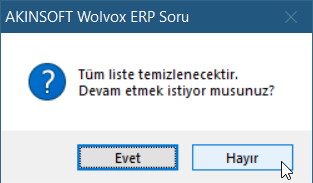 AKINSOFT Wolvox ERP Soru
Tüm liste temizlenecektir.
Devam etmek istiyor musunuz?
Evet
Hayır